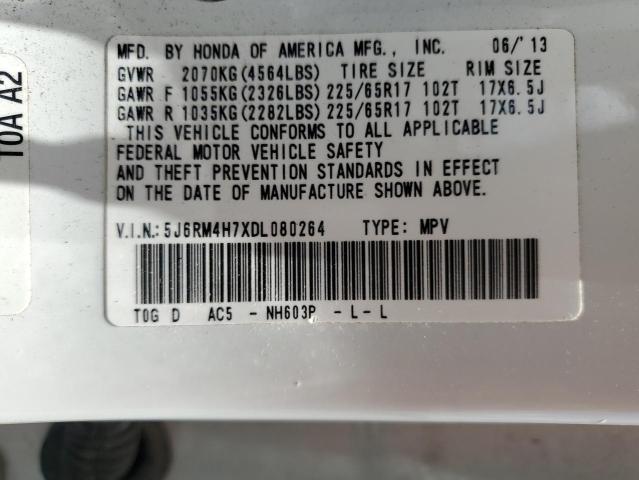 MFD. BY HONDA OF AMERICA MFG., INC. 06/'13
GVWR 2070KG(4564LBS) TIRE SIZE RIM SIZE
GAWR F 1055KG(2326LBS) 225/65R17 102T 17X6.5J
GAWR R 1035KG(2282LBS) 225/65R17 102T 17X6.5J
THIS VEHICLE CONFORMS TO ALL APPLICABLE
FEDERAL MOTOR VEHICLE SAFETY
AND THEFT PREVENTION STANDARDS IN EFFECT
ON THE DATE OF MANUFACTURE SHOWN ABOVE.
V.I.N.:5J6RM4H7XDL080264 TYPE: MPV
T0G D AC5 - NH603P - L - L
T0A A2